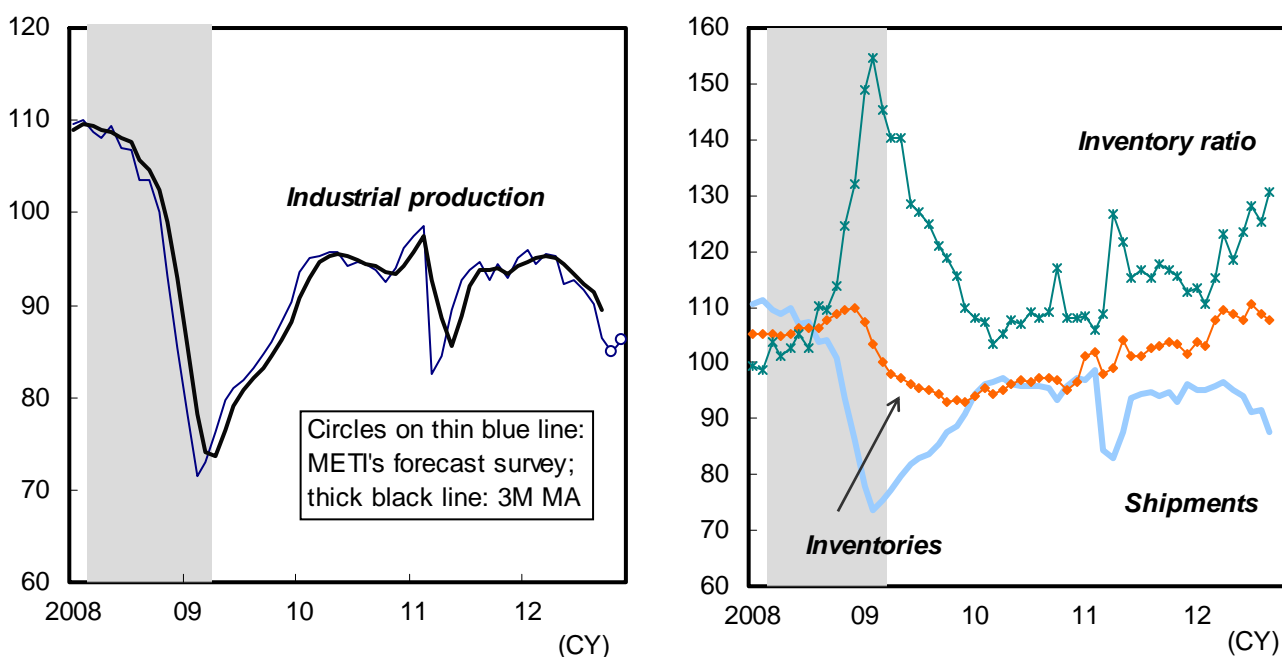 120
110
100
90
80
70
60
Industrial production
Circles on thin blue line:
METI's forecast survey;
thick black line: 3M MA
2008 09 10 11 12
(CY)
160
150
140
130
120
110
100
90
80
70
60
Inventory ratio
Shipments
Inventories
2008 09 10 11 12
(CY)